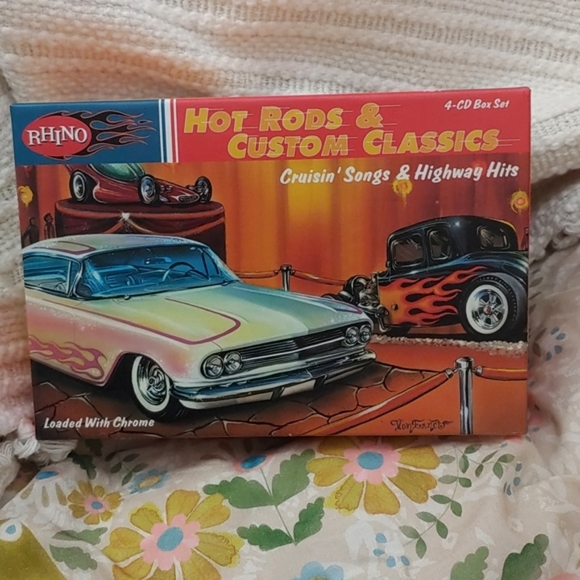 RHINO
HOT RODS &
CUSTOM CLASSICS
4-CD Box Set
Cruisin' Songs & Highway Hits
Loaded With Chrome